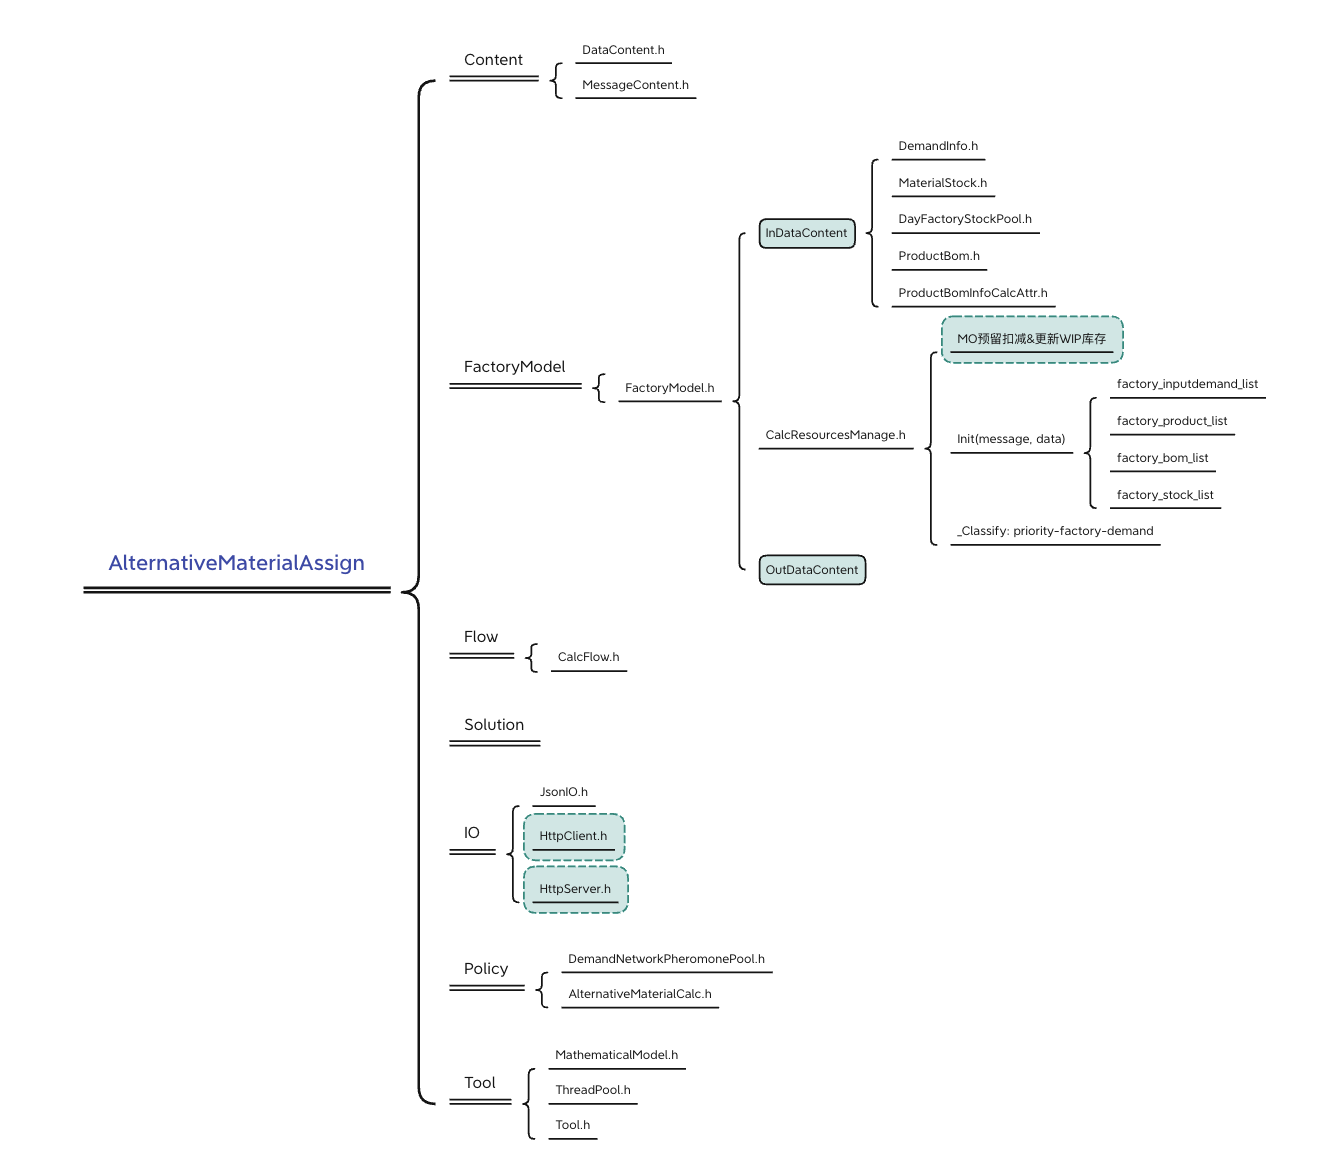 AlternativeMaterialAssign
Content
DataContent.h
MessageContent.h
FactoryModel
FactoryModel.h
InDataContent
DemandInfo.h
MaterialStock.h
DayFactoryStockPool.h
ProductBom.h
ProductBomInfoCalcAttr.h
CalcResourcesManage.h
MO预留扣减&更新WIP库存
Init(message, data)
factory_inputdemand_list
factory_product_list
factory_bom_list
factory_stock_list
_Classify: priority-factory-demand
OutDataContent
Flow
CalcFlow.h
Solution
IO
JsonIO.h
HttpClient.h
HttpServer.h
Policy
DemandNetworkPheromonePool.h
AlternativeMaterialCalc.h
Tool
MathematicalModel.h
ThreadPool.h
Tool.h